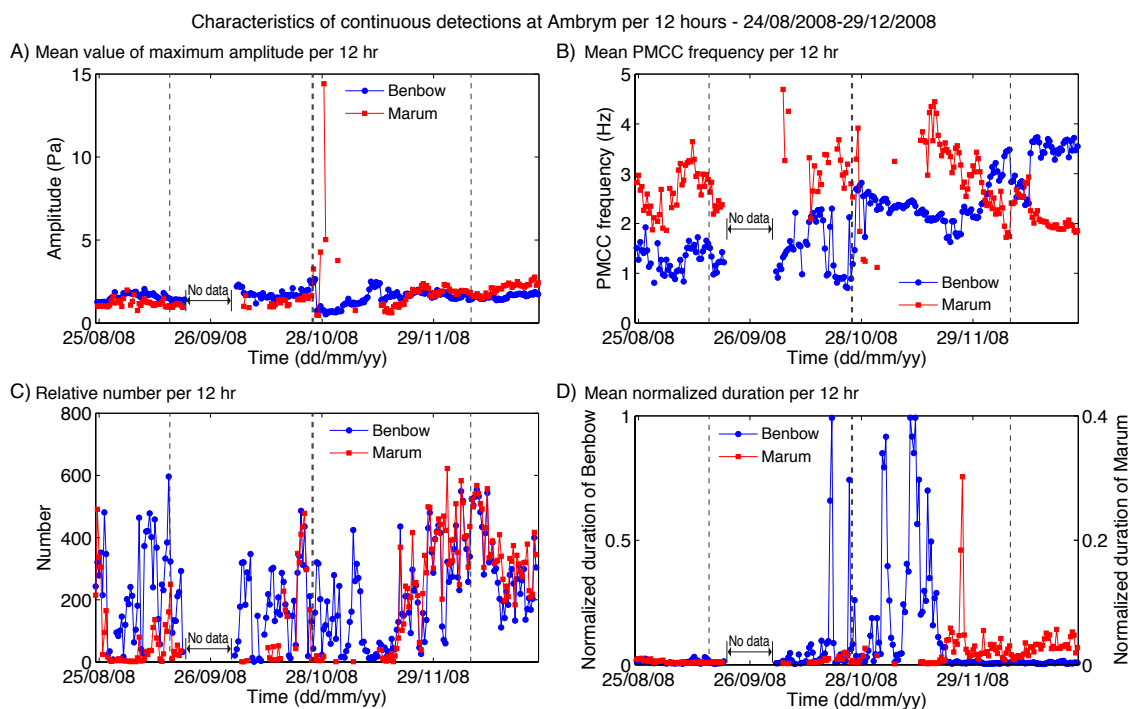 Characteristics of continuous detections at Ambrym per 12 hours - 24/08/2008-29/12/2008
A) Mean value of maximum amplitude per 12 hr
15
10
5
0
Amplitude (Pa)
Benbow
Marum
No data
25/08/08 26/09/08 28/10/08 29/11/08
Time (dd/mm/yy)
B) Mean PMCC frequency per 12 hr
5
4
3
2
1
0
PMCC frequency (Hz)
No data
Benbow
Marum
25/08/08 26/09/08 28/10/08 29/11/08
Time (dd/mm/yy)
C) Relative number per 12 hr
800
600
400
200
0
Number
Benbow
Marum
No data
25/08/08 26/09/08 28/10/08 29/11/08
Time (dd/mm/yy)
D) Mean normalized duration per 12 hr
1
0.5
0
Normalized duration of Benbow
Benbow
Marum
No data
0.4
0.2
0
Normalized duration of Marum
25/08/08 26/09/08 28/10/08 29/11/08
Time (dd/mm/yy)